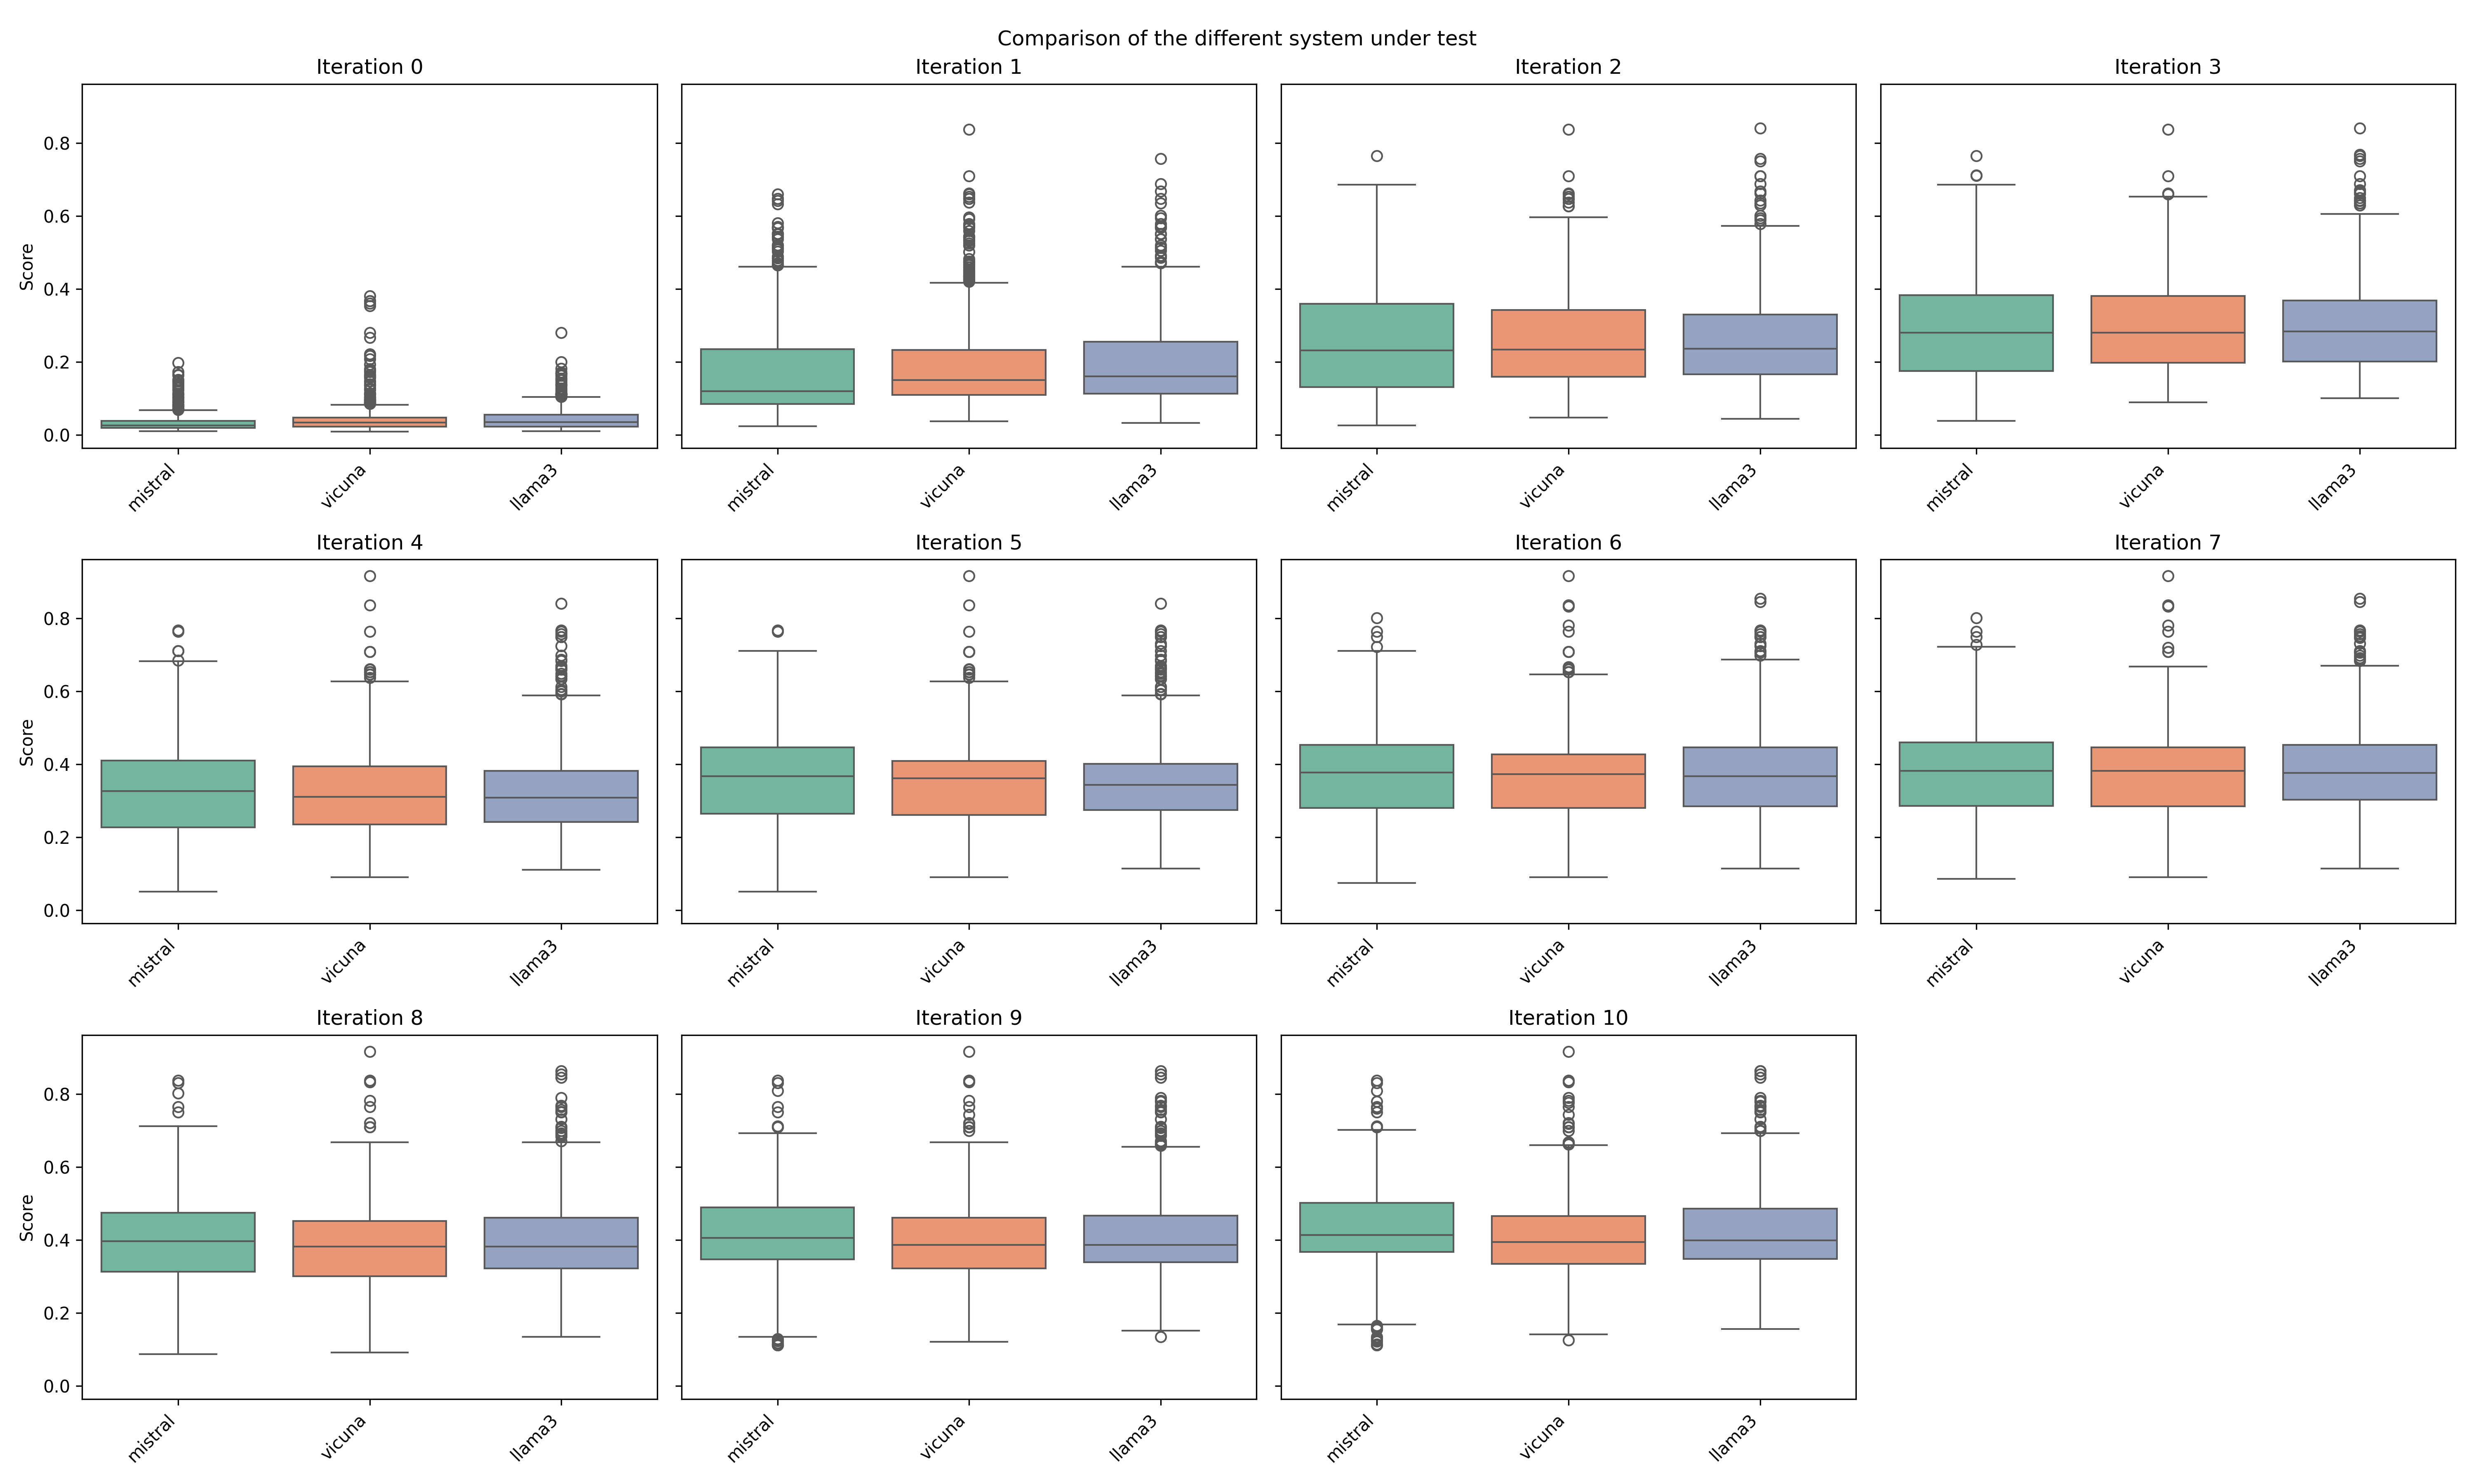 Comparison of the different system under test
Iteration 0
Iteration 1
Iteration 2
Iteration 3
Score
0.8
0.6
0.4
0.2
0.0
mistral
vicuna
llama3
mistral
vicuna
llama3
mistral
vicuna
llama3
mistral
vicuna
llama3
Iteration 4
Iteration 5
Iteration 6
Iteration 7
Score
0.8
0.6
0.4
0.2
0.0
mistral
vicuna
llama3
mistral
vicuna
llama3
mistral
vicuna
llama3
mistral
vicuna
llama3
Iteration 8
Iteration 9
Iteration 10
Score
0.8
0.6
0.4
0.2
0.0
mistral
vicuna
llama3
mistral
vicuna
llama3
mistral
vicuna
llama3